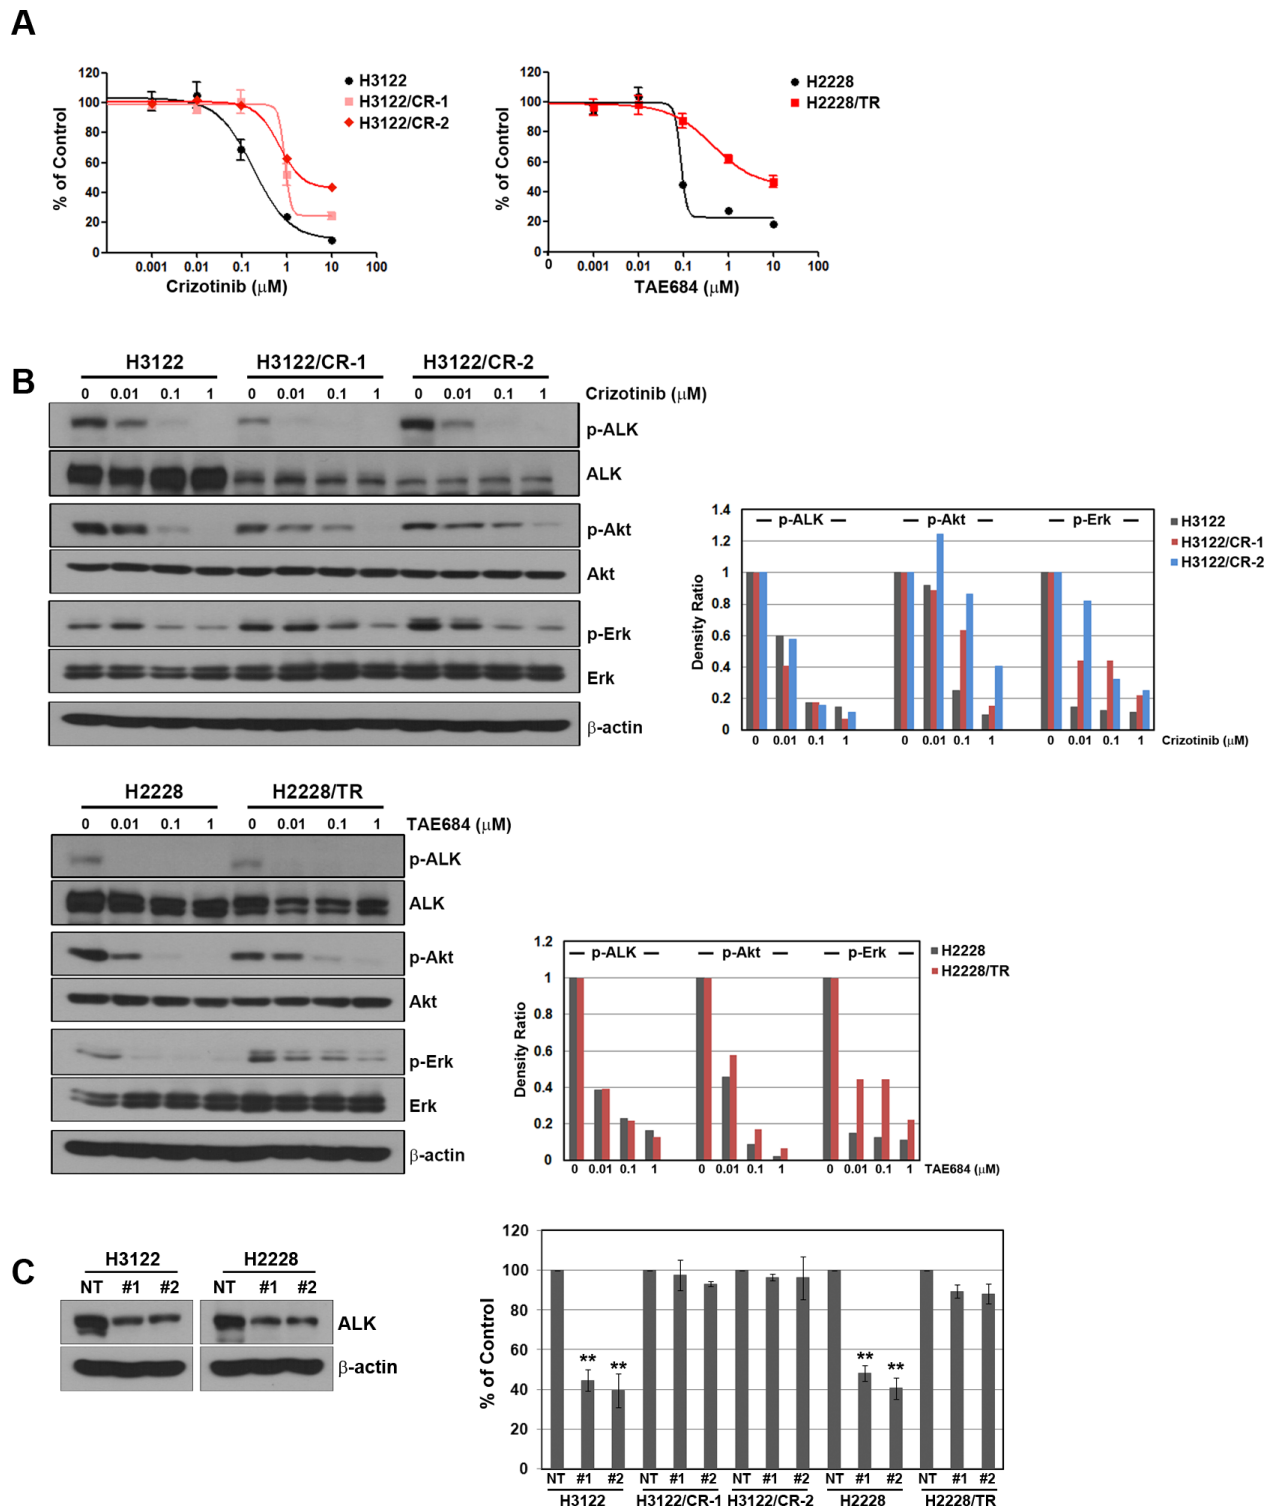 A
120
100
80
60
40
20
0
% of Control
0.001 0.01 0.1 1 10 100
Crizotinib (μM)
H3122
H3122/CR-1
H3122/CR-2
120
100
80
60
40
20
0
% of Control
0 0.001 0.01 0.1 1 10 100
TAE684 (μM)
H2228
H2228/TR
B
H3122 H3122/CR-1 H3122/CR-2
0 0.01 0.1 1 0 0.01 0.1 1 0 0.01 0.1 1 Crizotinib (μM)
p-ALK
ALK
p-Akt
Akt
p-Erk
Erk
β-actin
1.4
1.2
1
0.8
0.6
0.4
0.2
0
Density Ratio
p-ALK p-Akt p-Erk
H3122
H3122/CR-1
H3122/CR-2
0 0.01 0.1 1 0 0.01 0.1 1 0 0.01 0.1 1 Crizotinib (μM)
H2228 H2228/TR
0 0.01 0.1 1 0 0.01 0.1 1 TAE684 (μM)
p-ALK
ALK
p-Akt
Akt
p-Erk
Erk
β-actin
1.2
1
0.8
0.6
0.4
0.2
0
Density Ratio
p-ALK p-Akt p-Erk
H2228
H2228/TR
0 0.01 0.1 1 0 0.01 0.1 1 0 0.01 0.1 1 TAE684 (μM)
C
H3122 H2228
NT #1 #2 NT #1 #2
ALK
β-actin
120
100
80
60
40
20
0
% of Control
** ** ** **
NT #1 #2 NT #1 #2 NT #1 #2 NT #1 #2 NT #1 #2
H3122 H3122/CR-1 H3122/CR-2 H2228 H2228/TR